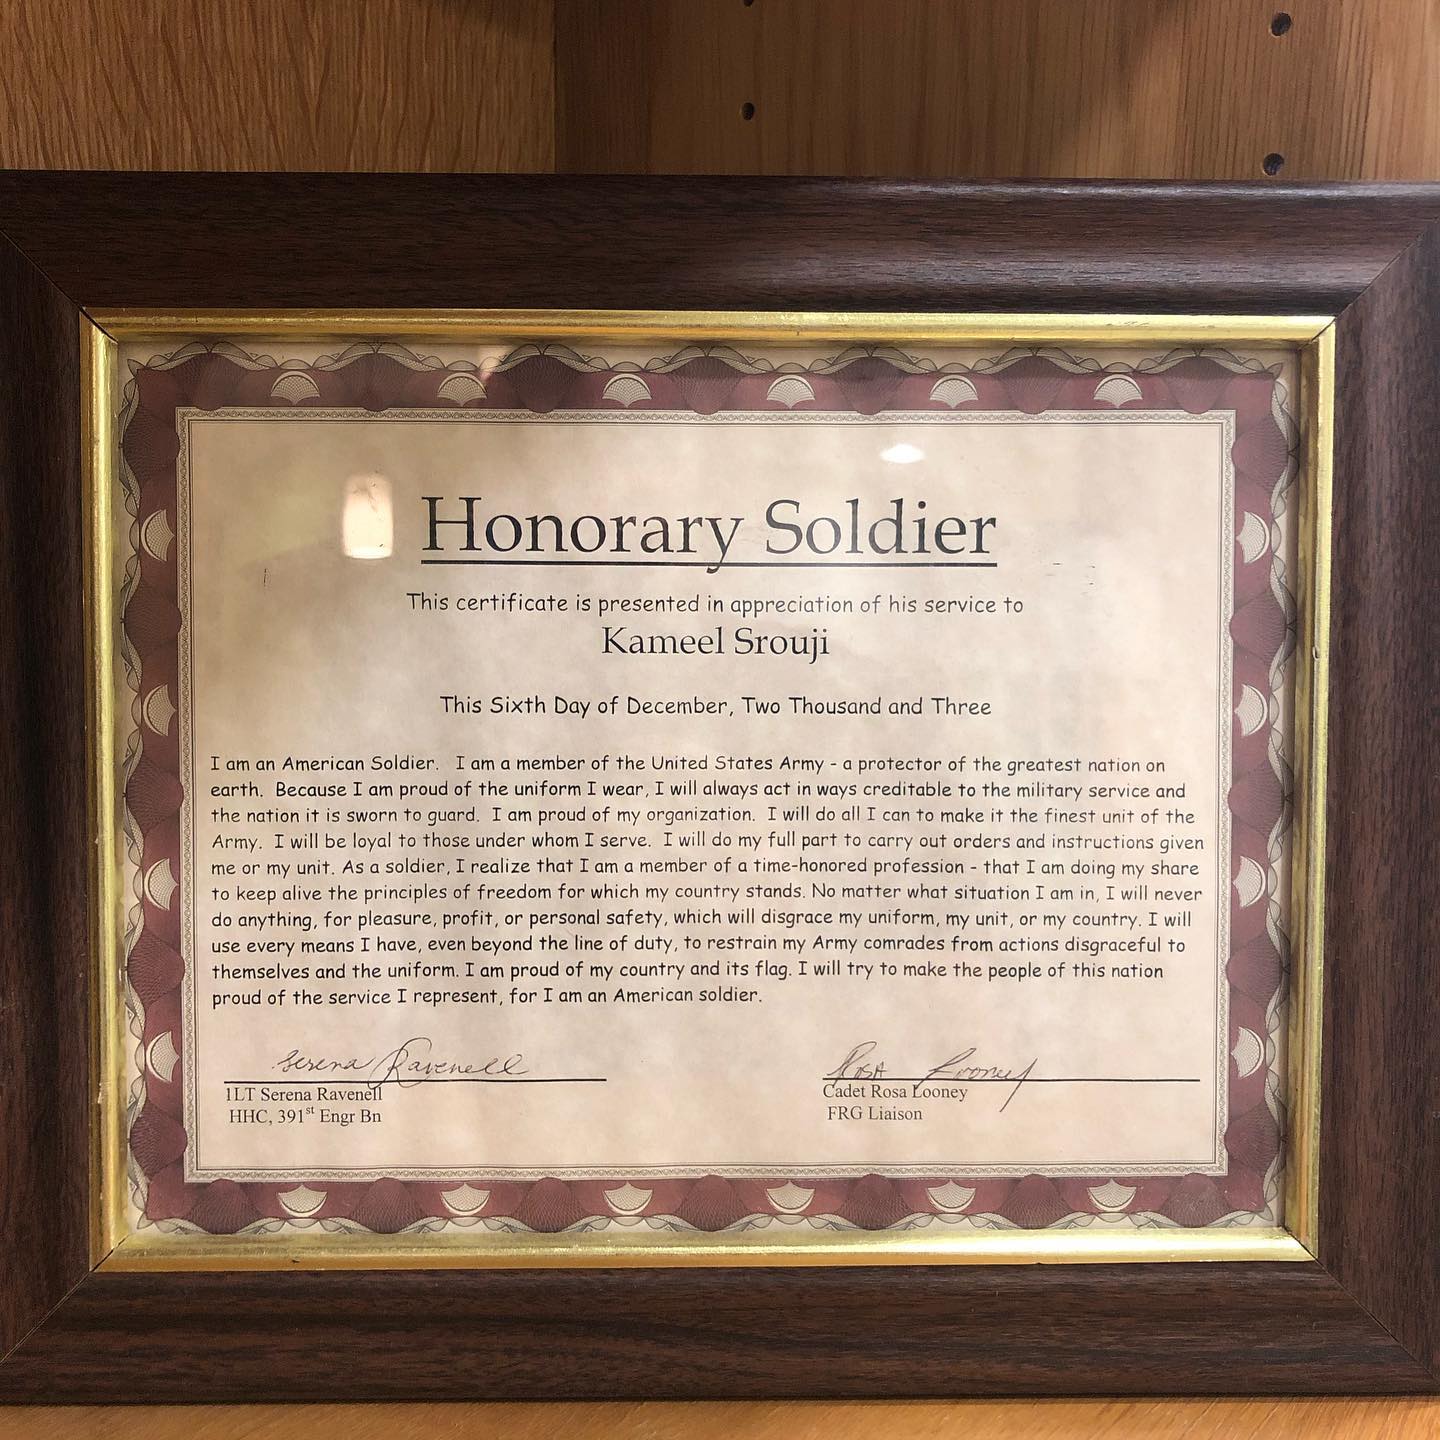 Honorary Soldier
This certificate is presented in appreciation of his service to
Kameel Srouji
This Sixth Day of December, Two Thousand and Three
I am an American Soldier. I am a member of the United States Army - a protector of the greatest nation on
earth. Because I am proud of the uniform I wear, I will always act in ways creditable to the military service and
the nation it is sworn to guard. I am proud of my organization. I will do all I can to make it the finest unit of the
Army. I will be loyal to those under whom I serve. I will do my full part to carry out orders and instructions given
me or my unit. As a soldier, I realize that I am a member of a time-honored profession - that I am doing my share
to keep alive the principles of freedom for which my country stands. No matter what situation I am in, I will never
do anything, for pleasure, profit, or personal safety, which will disgrace my uniform, my unit, or my country. I will
use every means I have, even beyond the line of duty, to restrain my Army comrades from actions disgraceful to
themselves and the uniform. I am proud of my country and its flag. I will try to make the people of this nation
proud of the service I represent, for I am an American soldier.
Serena Ravenell
1LT Serena Ravenell
HHC, 391st Engr Bn
Rosa Looney
Cadet Rosa Looney
FRG Liaison